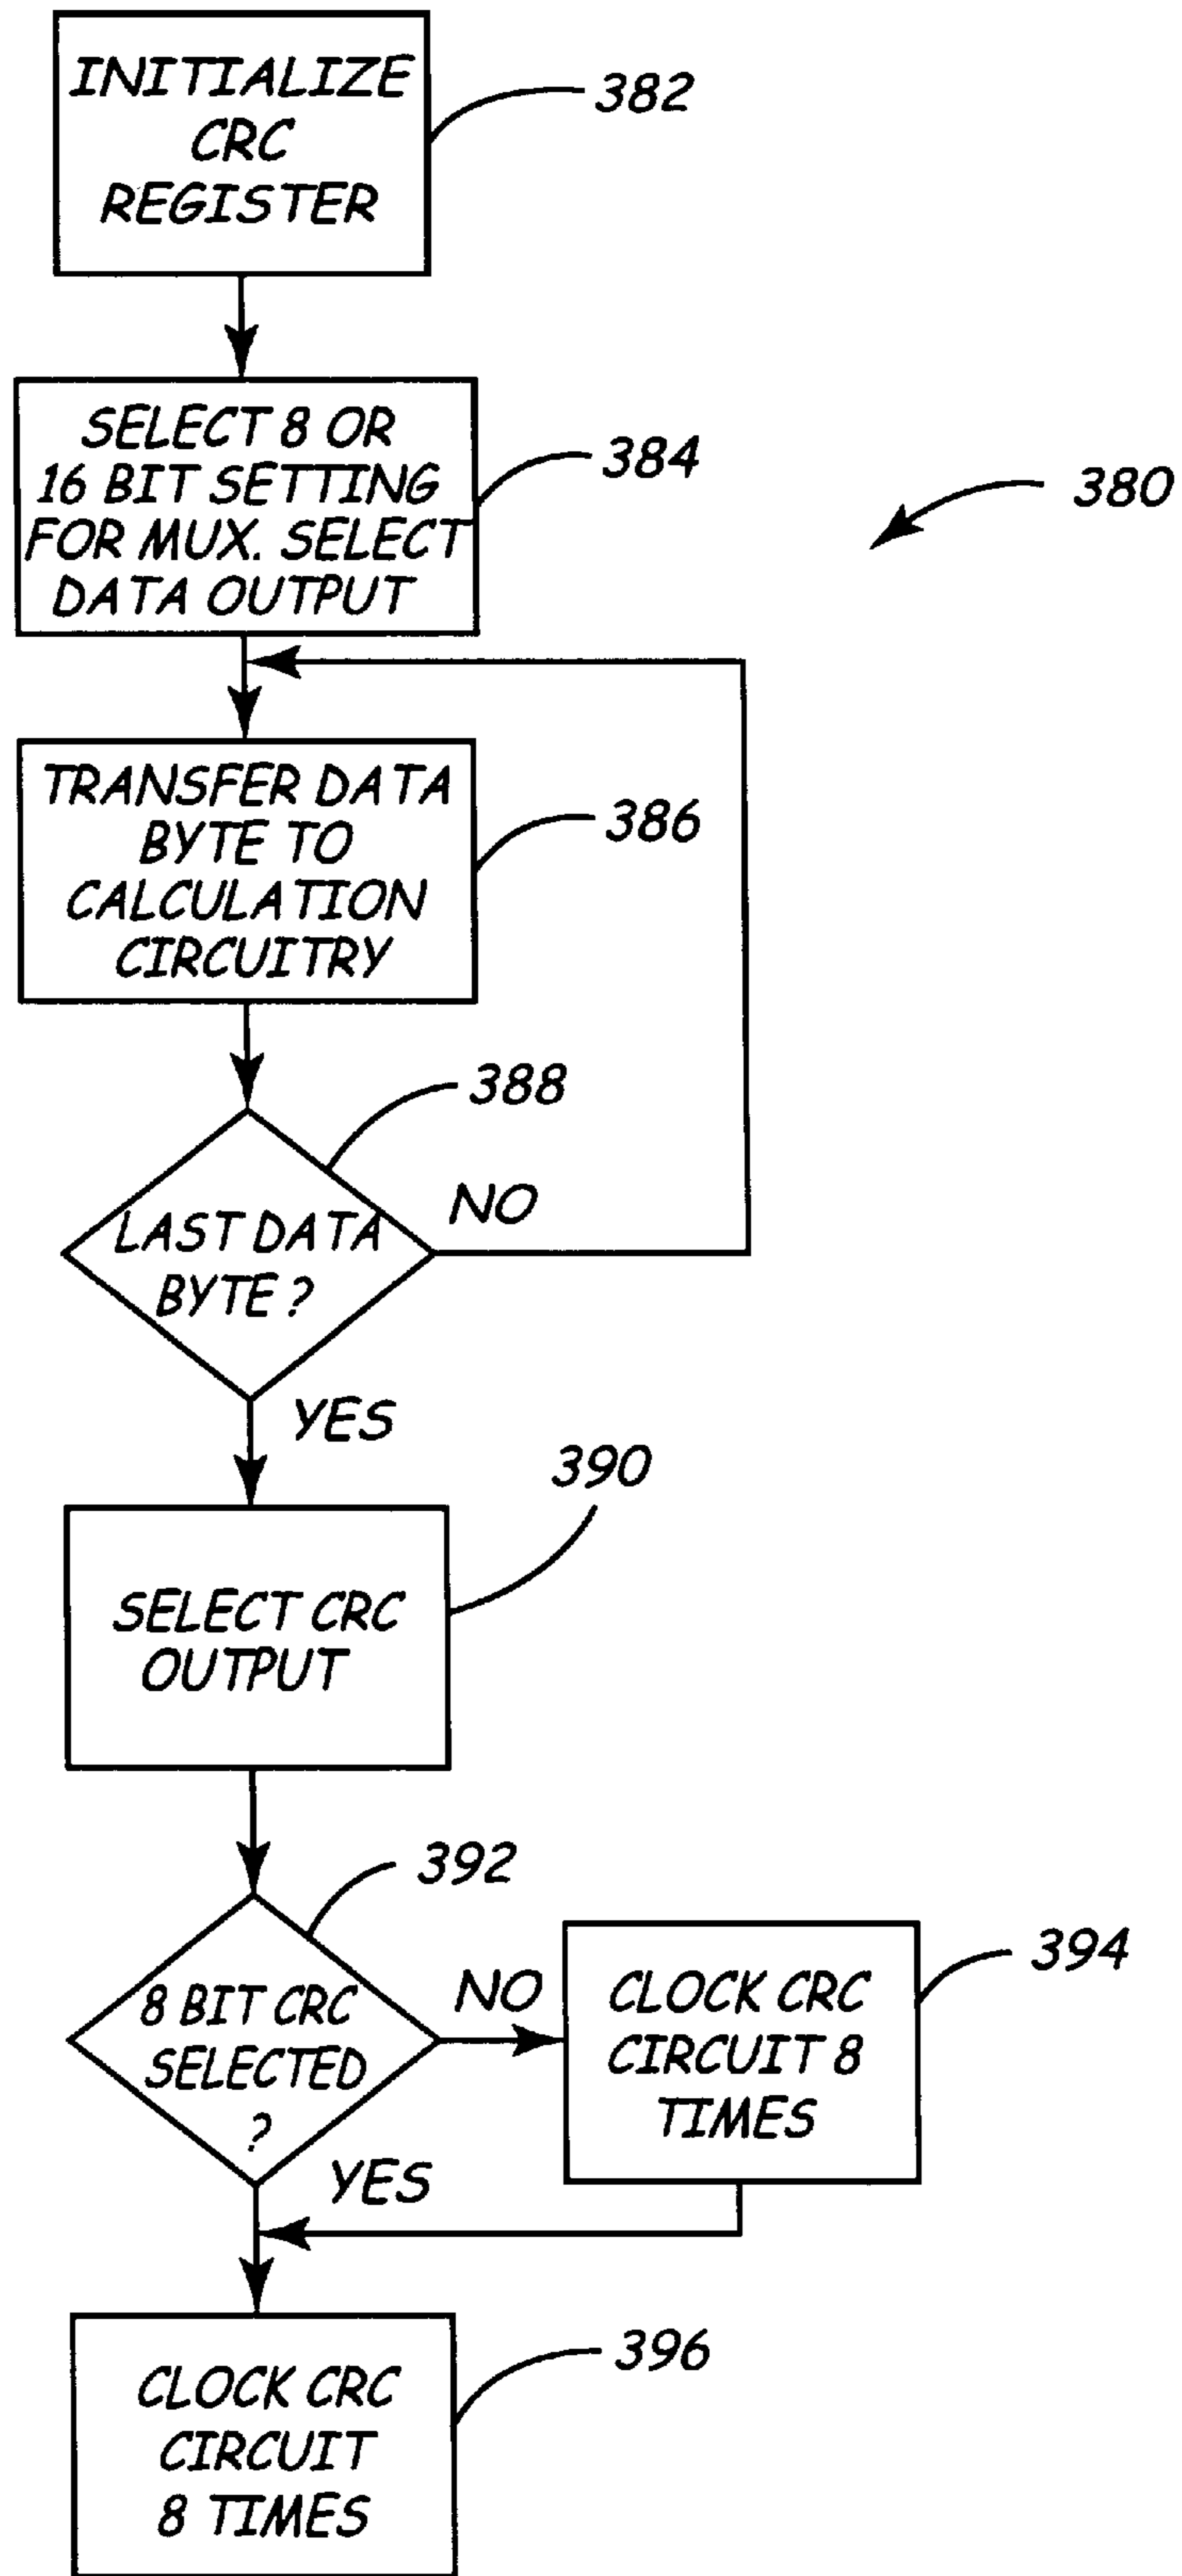 INITIALIZE
CRC
REGISTER
382
SELECT 8 OR
16 BIT SETTING
FOR MUX. SELECT
DATA OUTPUT
384
380
TRANSFER DATA
BYTE TO
CALCULATION
CIRCUITRY
386
388
LAST DATA
BYTE ?
NO
YES
390
SELECT CRC
OUTPUT
392
8 BIT CRC
SELECTED
?
NO
YES
CLOCK CRC
CIRCUIT 8
TIMES
394
CLOCK CRC
CIRCUIT
8 TIMES
396